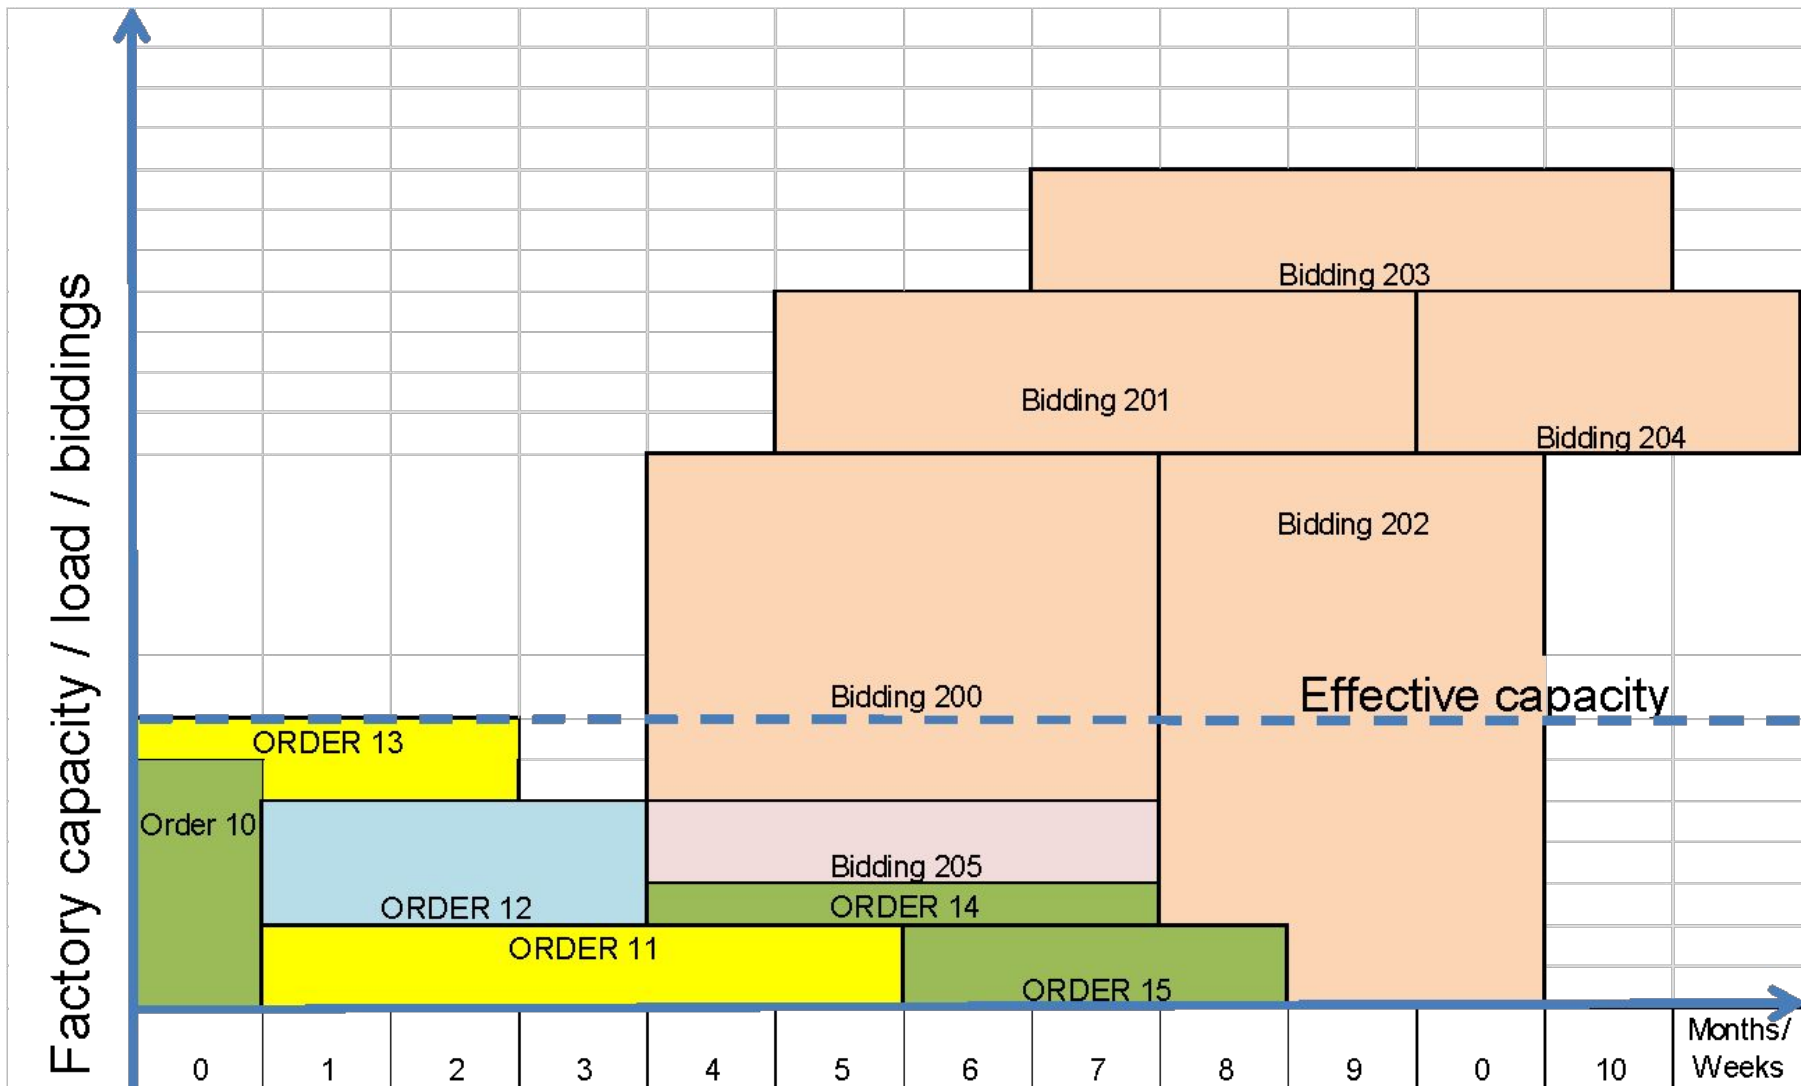 Factory capacity / load / biddings
Bidding 203
Bidding 201
Bidding 204
Bidding 202
Bidding 200
Effective capacity
ORDER 13
Order 10
Bidding 205
ORDER 12
ORDER 14
ORDER 11
ORDER 15
0 1 2 3 4 5 6 7 8 9 0 10 Months/
Weeks